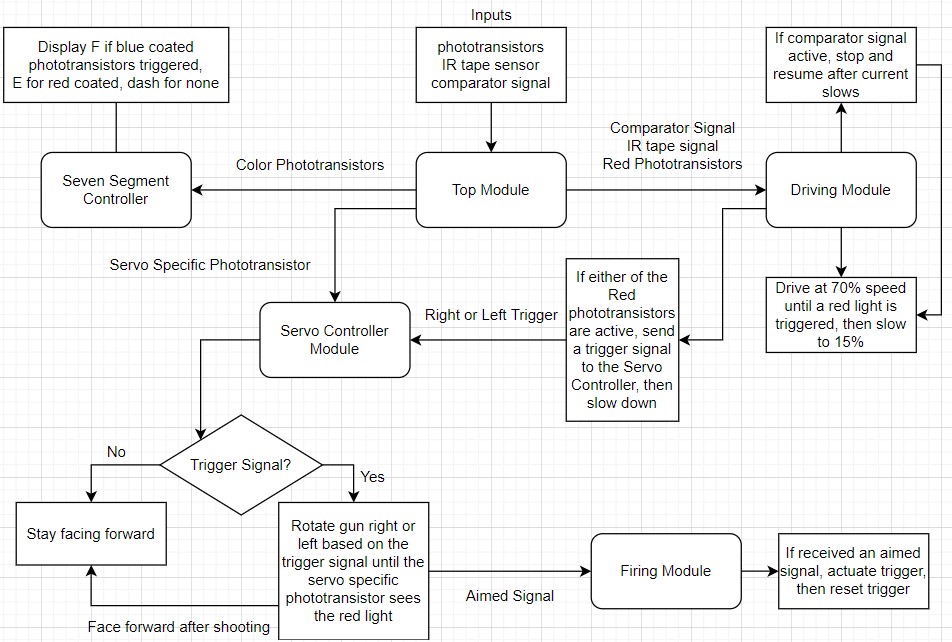 Inputs
Display F if blue coated
phototransistors triggered,
E for red coated, dash for none
phototransistors
IR tape sensor
comparator signal
If comparator signal
active, stop and
resume after current
slows
Comparator Signal
IR tape signal
Red Phototransistors
Color Phototransistors
Seven Segment
Controller
Top Module
Driving Module
Servo Specific Phototransistor
If either of the
Red
phototransistors
are active, send
a trigger signal
to the Servo
Controller, then
slow down
Drive at 70% speed
until a red light is
triggered, then slow
to 15%
Right or Left Trigger
Servo Controller
Module
Trigger Signal?
No
Yes
Stay facing forward
Rotate gun right or
left based on the
trigger signal until the
servo specific
phototransistor sees
the red light
Firing Module
If received an aimed
signal, actuate trigger,
then reset trigger
Aimed Signal
Face forward after shooting